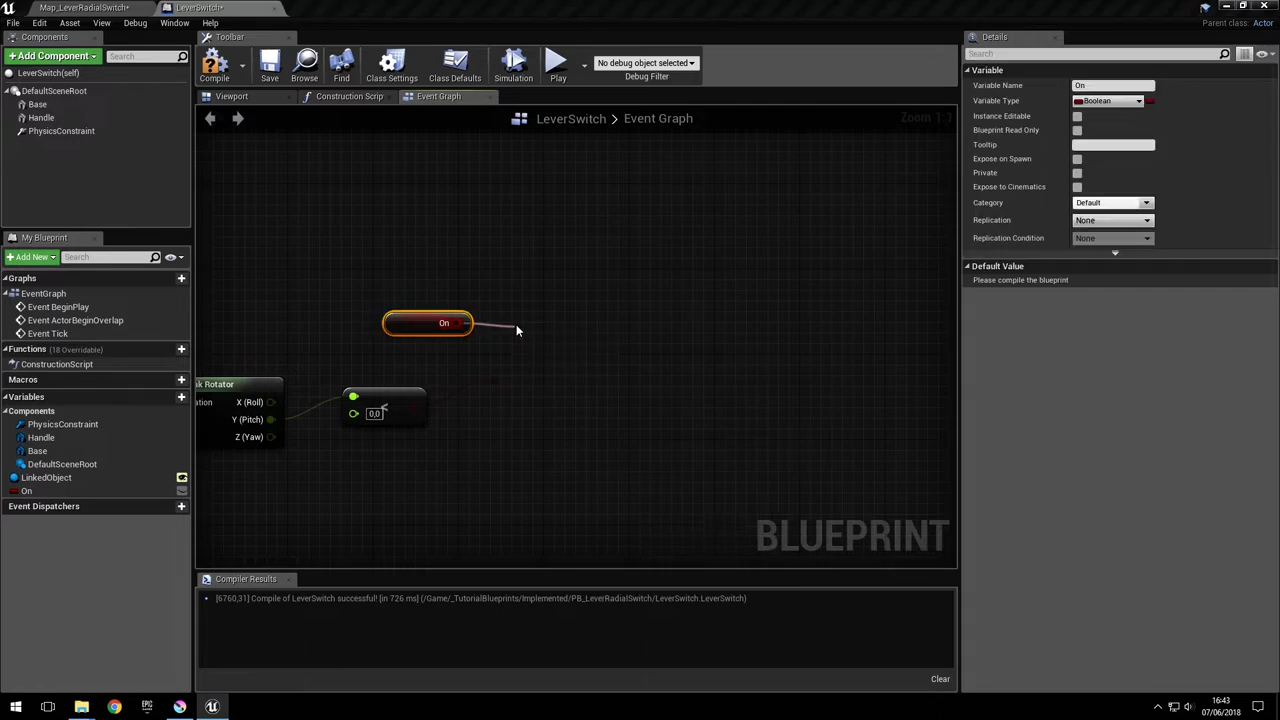 Map_LeverRadialSwitch*
LeverSwitch*
File Edit Asset View Debug Window Help
Parent class: Actor
Components
Toolbar
Details
Add Component
Search
Search
LeverSwitch(self)
Compile
Save
Browse
Find
Class Settings
Class Defaults
Simulation
Play
No debug object selected
Debug Filter
DefaultSceneRoot
Base
Handle
PhysicsConstraint
Viewport
Construction Scrip
Event Graph
LeverSwitch > Event Graph
Zoom 1:1
Variable
Variable Name On
Variable Type Boolean
Instance Editable
Blueprint Read Only
Tooltip
Expose on Spawn
Private
Expose to Cinematics
Category Default
Replication None
Replication Condition None
Default Value
Please compile the blueprint
My Blueprint
Add New
Search
Graphs
EventGraph
Event BeginPlay
Event ActorBeginOverlap
Event Tick
Functions (18 Overridable)
ConstructionScript
Macros
Variables
Components
PhysicsConstraint
Handle
Base
DefaultSceneRoot
LinkedObject
On
Event Dispatchers
On
k Rotator
ation
X (Roll)
Y (Pitch)
Z (Yaw)
<
0,0
BLUEPRINT
Compiler Results
[6760,31] Compile of LeverSwitch successful! [in 726 ms] (/Game/_TutorialBlueprints/Implemented/PB_LeverRadialSwitch/LeverSwitch.LeverSwitch)
Clear
EPIC
16:43
07/06/2018